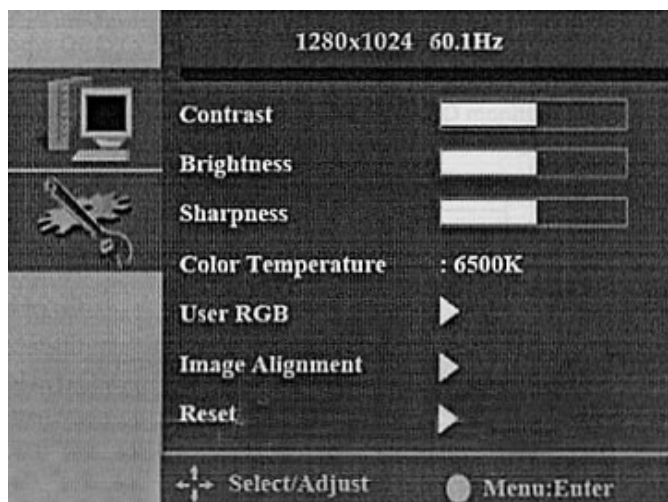 1280x1024 60.1Hz
Contrast
Brightness
Sharpness
Color Temperature : 6500K
User RGB
Image Alignment
Reset
Select/Adjust Menu:Enter